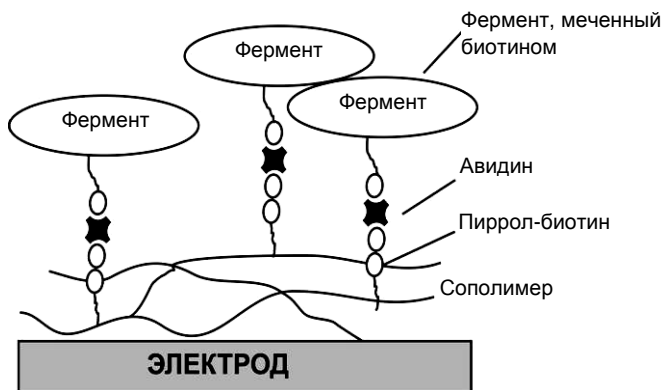 Фермент, меченный
биотином
Фермент
Фермент
Фермент
Авидин
Пиррол-биотин
Сополимер
ЭЛЕКТРОД